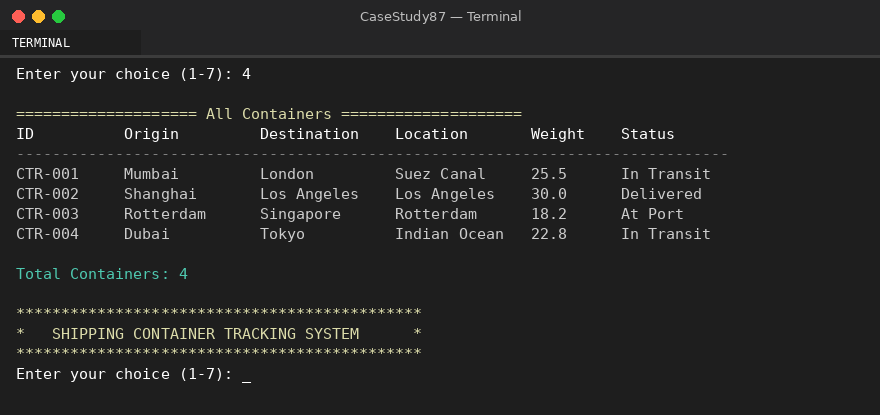 CaseStudy87 — Terminal
TERMINAL
Enter your choice (1-7): 4
==================== All Containers ====================
ID          Origin         Destination    Location       Weight    Status
-------------------------------------------------------------------------------
CTR-001     Mumbai         London         Suez Canal     25.5      In Transit
CTR-002     Shanghai       Los Angeles    Los Angeles    30.0      Delivered
CTR-003     Rotterdam      Singapore      Rotterdam      18.2      At Port
CTR-004     Dubai          Tokyo          Indian Ocean   22.8      In Transit
Total Containers: 4
*********************************************
*   SHIPPING CONTAINER TRACKING SYSTEM      *
*********************************************
Enter your choice (1-7): _